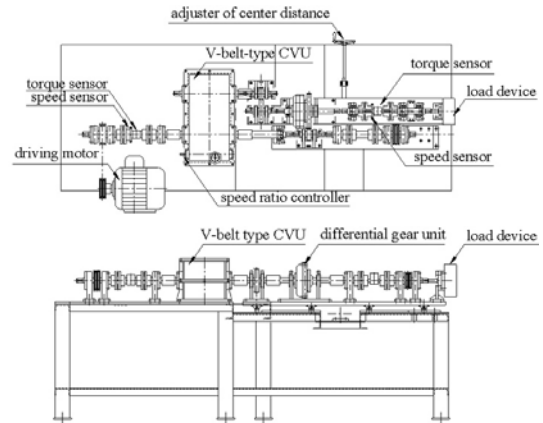 adjuster of center distance
V-belt-type CVU
torque sensor
speed sensor
torque sensor
load device
driving motor
speed ratio controller
speed sensor
V-belt type CVU
differential gear unit
load device